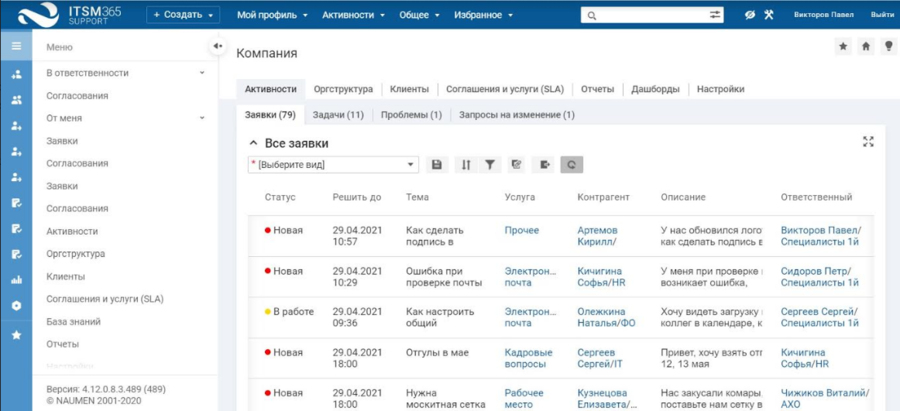 ITSM365
SUPPORT
+ Создать
Мой профиль
Активности
Общее
Избранное
Викторов Павел
Выйти
Меню
В ответственности
Согласования
От меня
Заявки
Согласования
Заявки
Согласования
Активности
Оргструктура
Клиенты
Соглашения и услуги (SLA)
База знаний
Отчеты
Версия: 4.12.0.8.3.489 (489)
© NAUMEN 2001-2020
Компания
Активности
Оргструктура
Клиенты
Соглашения и услуги (SLA)
Отчеты
Дашборды
Настройки
Заявки (79)
Задачи (11)
Проблемы (1)
Запросы на изменение (1)
Все заявки
* [Выберите вид]
Статус
Решить до
Тема
Услуга
Контрагент
Описание
Ответственный
Новая
29.04.2021
10:57
Как сделать
подпись в
Прочее
Артемов
Кирилл/
У нас обновился лого
как сделать подпись в
Викторов Павел/
Специалисты 1й
Новая
29.04.2021
10:29
Ошибка при
проверке почты
Электрон...
почта
Кичигина
Софья/HR
У меня при проверке
возникает ошибка,
Сидоров Петр/
Специалисты 1й
В работе
29.04.2021
09:36
Как настроить
общий
Электрон...
почта
Олежкина
Наталья/ФО
Хочу видеть загрузку
коллег в календаре, к
Сергеев Сергей/
Специалисты 1й
Новая
29.04.2021
18:00
Отгулы в мае
Кадровые
вопросы
Сергеев
Сергей/IT
Привет, хочу взять отг
12, 13 мая
Кичигина
Софья/HR
Новая
29.04.2021
18:00
Нужна
москитная сетка
Рабочее
место
Кузнецова
Елизавета/...
Нас закусали комары,
поставьте нам сетку в
Чижиков Виталий/
АХО